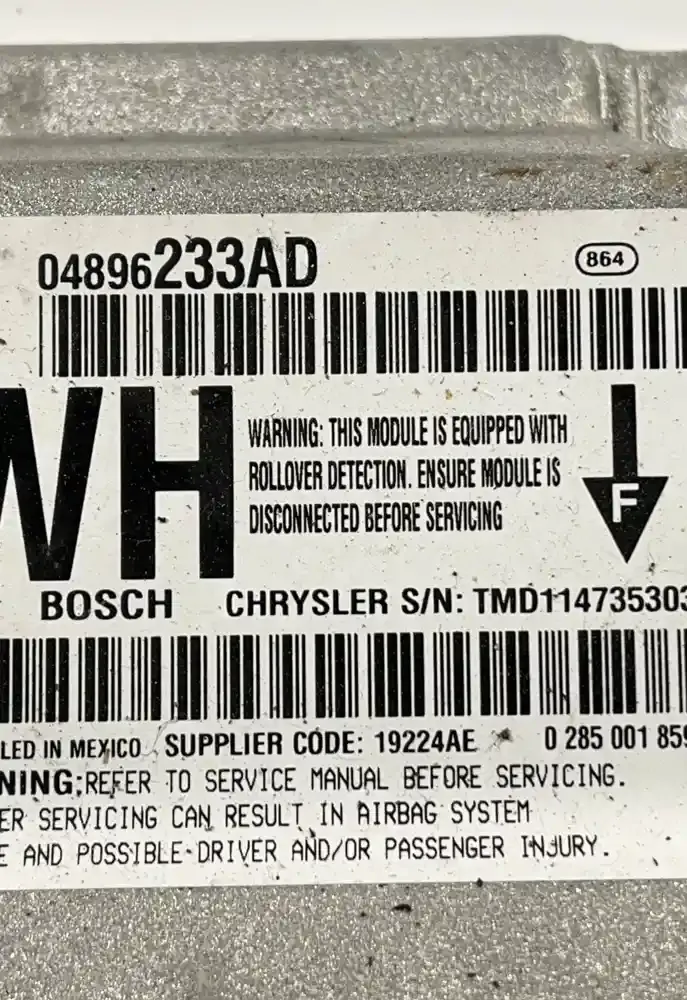 04896233AD 864
WH
WARNING: THIS MODULE IS EQUIPPED WITH
ROLLOVER DETECTION. ENSURE MODULE IS
DISCONNECTED BEFORE SERVICING
F
BOSCH CHRYSLER S/N: TMD114735303
LED IN MEXICO SUPPLIER CODE: 19224AE 0 285 001 859
NING:REFER TO SERVICE MANUAL BEFORE SERVICING.
ER SERVICING CAN RESULT IN AIRBAG SYSTEM
E AND POSSIBLE DRIVER AND/OR PASSENGER INJURY.